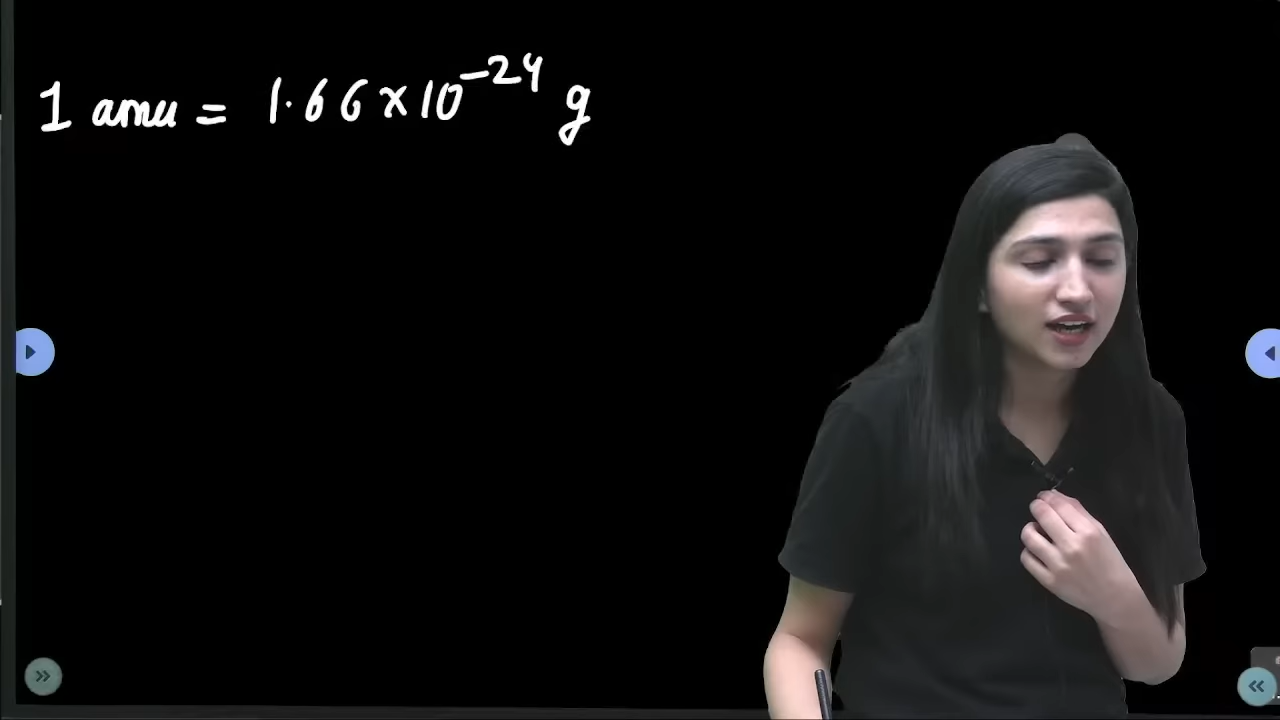 1 amu = 1.66 × 10⁻²⁴ g